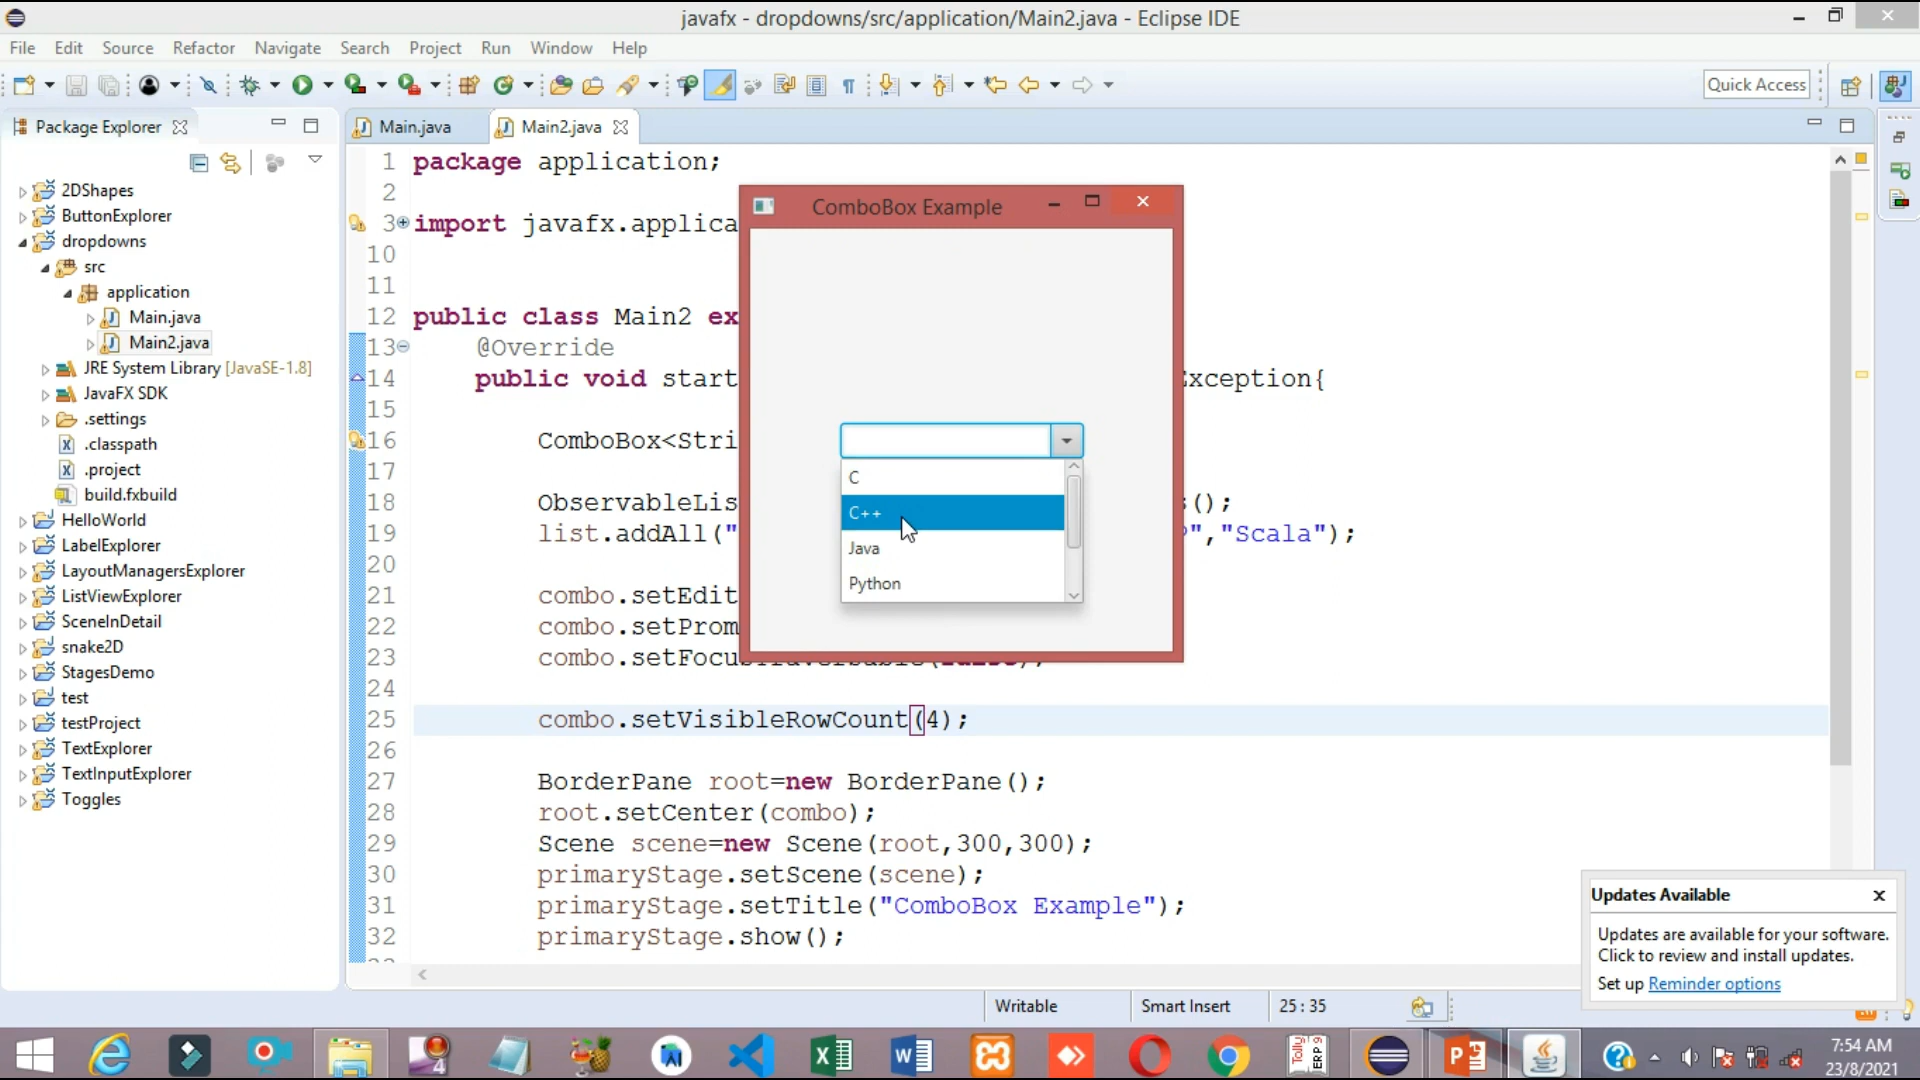 javafx - dropdowns/src/application/Main2.java - Eclipse IDE
File Edit Source Refactor Navigate Search Project Run Window Help
Quick Access
Package Explorer
2DShapes
ButtonExplorer
dropdowns
src
application
Main.java
Main2.java
JRE System Library [JavaSE-1.8]
JavaFX SDK
.settings
.classpath
.project
build.fxbuild
HelloWorld
LabelExplorer
LayoutManagersExplorer
ListViewExplorer
SceneInDetail
snake2D
StagesDemo
test
testProject
TextExplorer
TextInputExplorer
Toggles
Main.java Main2.java
1 package application;
2
3 import javafx.applica
10
11
12 public class Main2 ex
13 @Override
14 public void start xception{
15
16 ComboBox<Stri
17
18 ObservableLis s();
19 list.addAll(" ","Scala");
20
21 combo.setEdit
22 combo.setProm
23
24
25 combo.setVisibleRowCount(4);
26
27 BorderPane root=new BorderPane();
28 root.setCenter(combo);
29 Scene scene=new Scene(root,300,300);
30 primaryStage.setScene(scene);
31 primaryStage.setTitle("ComboBox Example");
32 primaryStage.show();
ComboBox Example
C
C++
Java
Python
Updates Available
Updates are available for your software.
Click to review and install updates.
Set up Reminder options
Writable Smart Insert 25 : 35
7:54 AM
23/8/2021